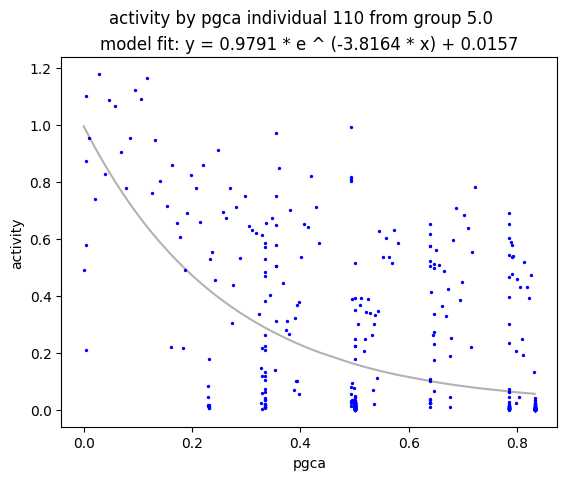 activity by pgca individual 110 from group 5.0
model fit: y = 0.9791 * e ^ (-3.8164 * x) + 0.0157
1.2
1.0
0.8
0.6
0.4
0.2
0.0
activity
0.0 0.2 0.4 0.6 0.8
pgca